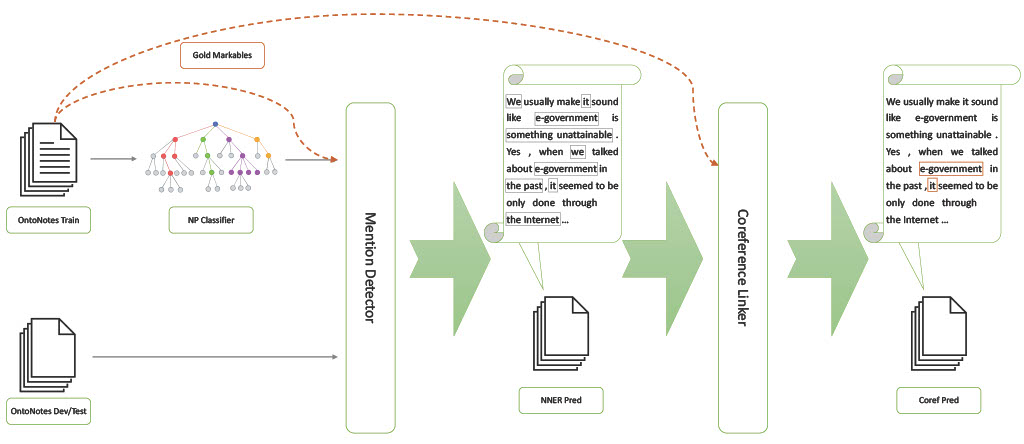 Gold Markables
OntoNotes Train
NP Classifier
OntoNotes Dev/Test
Mention Detector
We usually make it sound
like e-government is
something unattainable .
Yes , when we talked
about e-government in
the past , it seemed to be
only done through
the Internet ...
NNER Pred
Coreference Linker
We usually make it sound
like e-government is
something unattainable .
Yes , when we talked
about e-government in
the past , it seemed to be
only done through
the Internet ...
Coref Pred